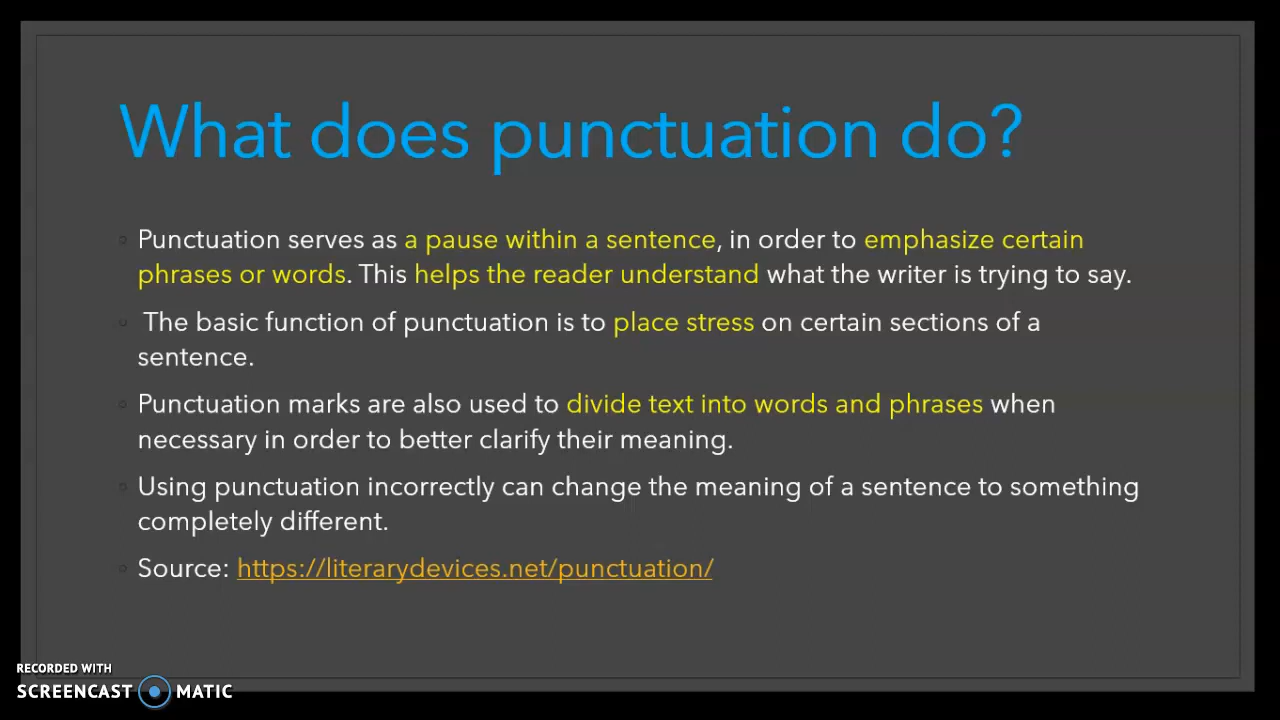 What does punctuation do?
Punctuation serves as a pause within a sentence, in order to emphasize certain
phrases or words. This helps the reader understand what the writer is trying to say.
The basic function of punctuation is to place stress on certain sections of a
sentence.
Punctuation marks are also used to divide text into words and phrases when
necessary in order to better clarify their meaning.
Using punctuation incorrectly can change the meaning of a sentence to something
completely different.
Source: https://literarydevices.net/punctuation/
RECORDED WITH
SCREENCAST MATIC